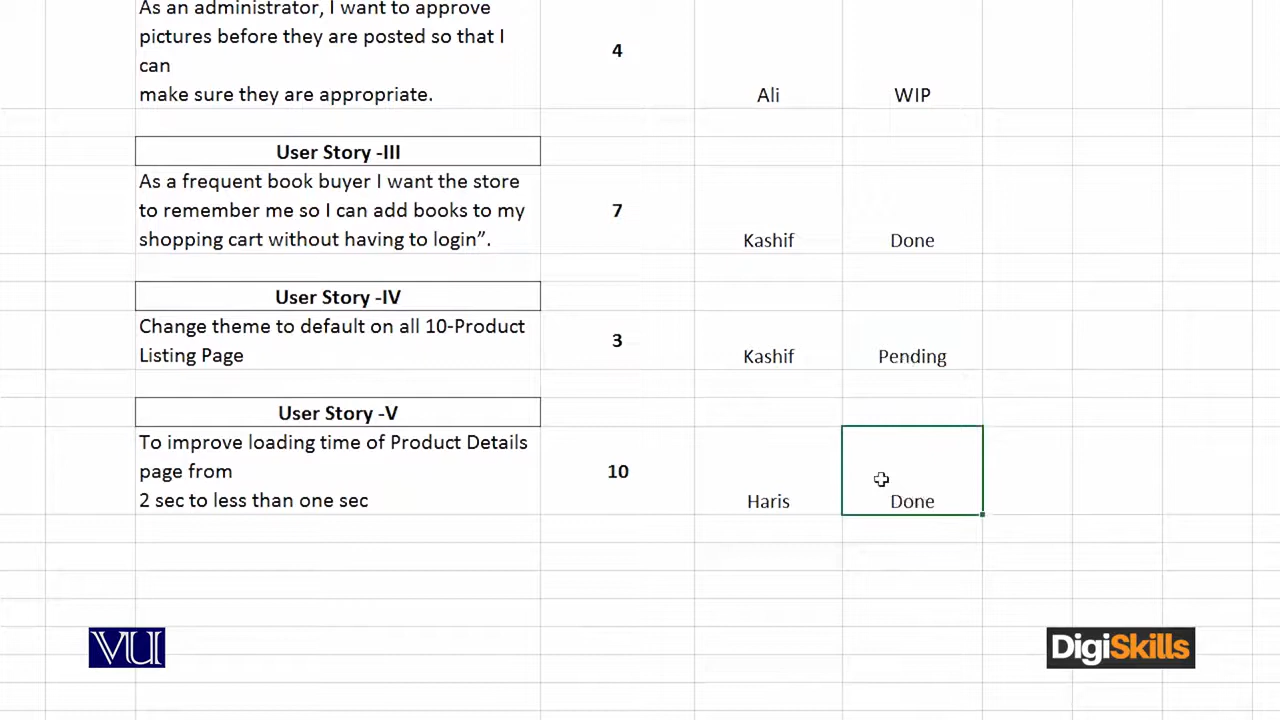 As an administrator, I want to approve
pictures before they are posted so that I
can
make sure they are appropriate.
4
Ali
WIP
User Story -III
As a frequent book buyer I want the store
to remember me so I can add books to my
shopping cart without having to login”.
7
Kashif
Done
User Story -IV
Change theme to default on all 10-Product
Listing Page
3
Kashif
Pending
User Story -V
To improve loading time of Product Details
page from
2 sec to less than one sec
10
Haris
Done
VU
DigiSkills